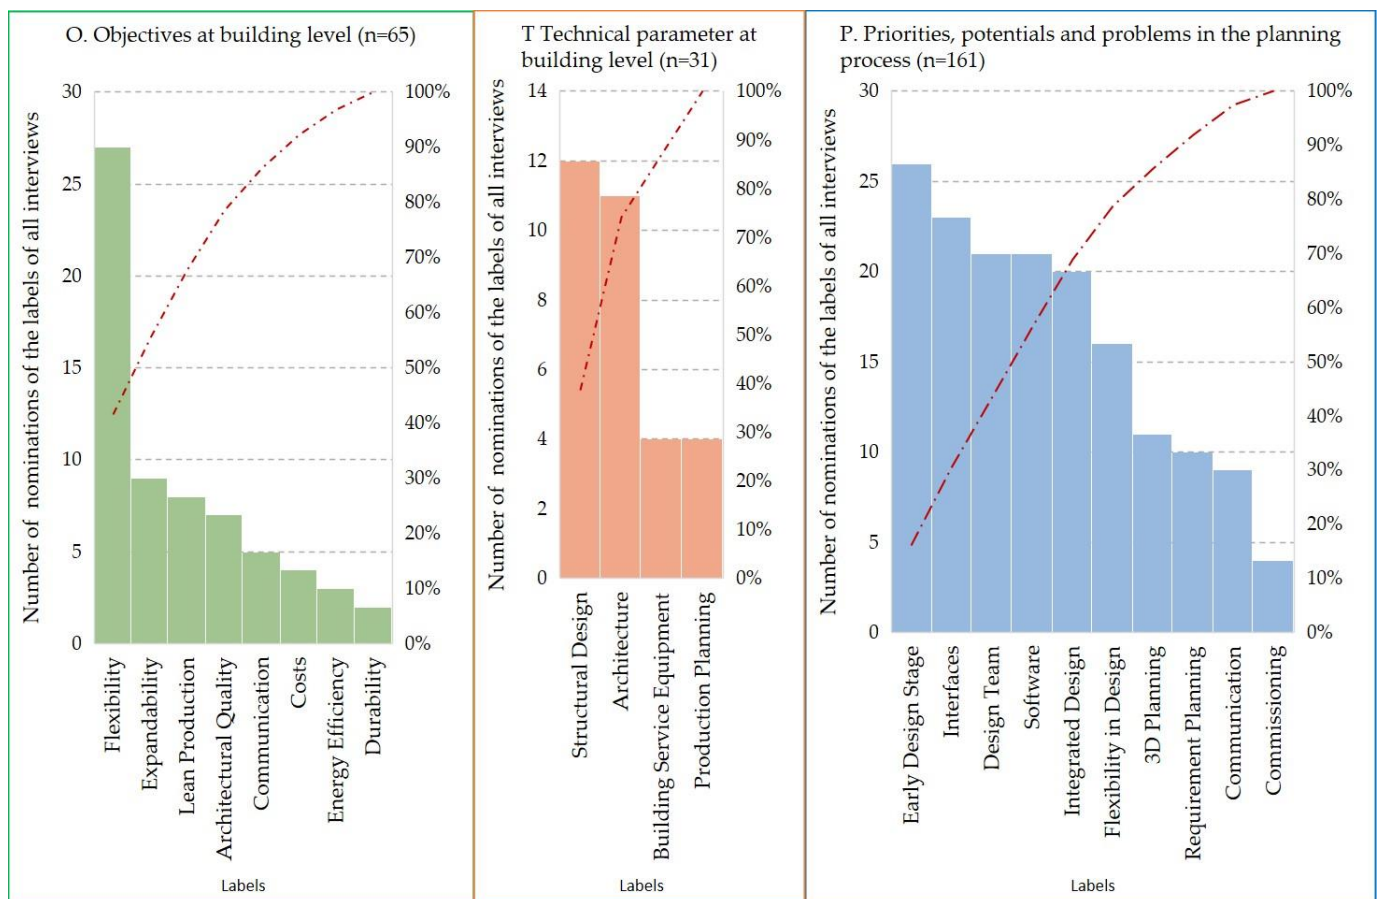 O. Objectives at building level (n=65)
Number of nominations of the labels of all interviews
30
25
20
15
10
5
0
100%
90%
80%
70%
60%
50%
40%
30%
20%
10%
0%
Flexibility
Expandability
Lean Production
Architectural Quality
Communication
Costs
Energy Efficiency
Durability
Labels
T Technical parameter at
building level (n=31)
Number of nominations of the labels of all interviews
14
12
10
8
6
4
2
0
100%
90%
80%
70%
60%
50%
40%
30%
20%
10%
0%
Structural Design
Architecture
Building Service Equipment
Production Planning
Labels
P. Priorities, potentials and problems in the planning
process (n=161)
Number of nominations of the labels of all interviews
30
25
20
15
10
5
0
100%
90%
80%
70%
60%
50%
40%
30%
20%
10%
0%
Early Design Stage
Interfaces
Design Team
Software
Integrated Design
Flexibility in Design
3D Planning
Requirement Planning
Communication
Commissioning
Labels